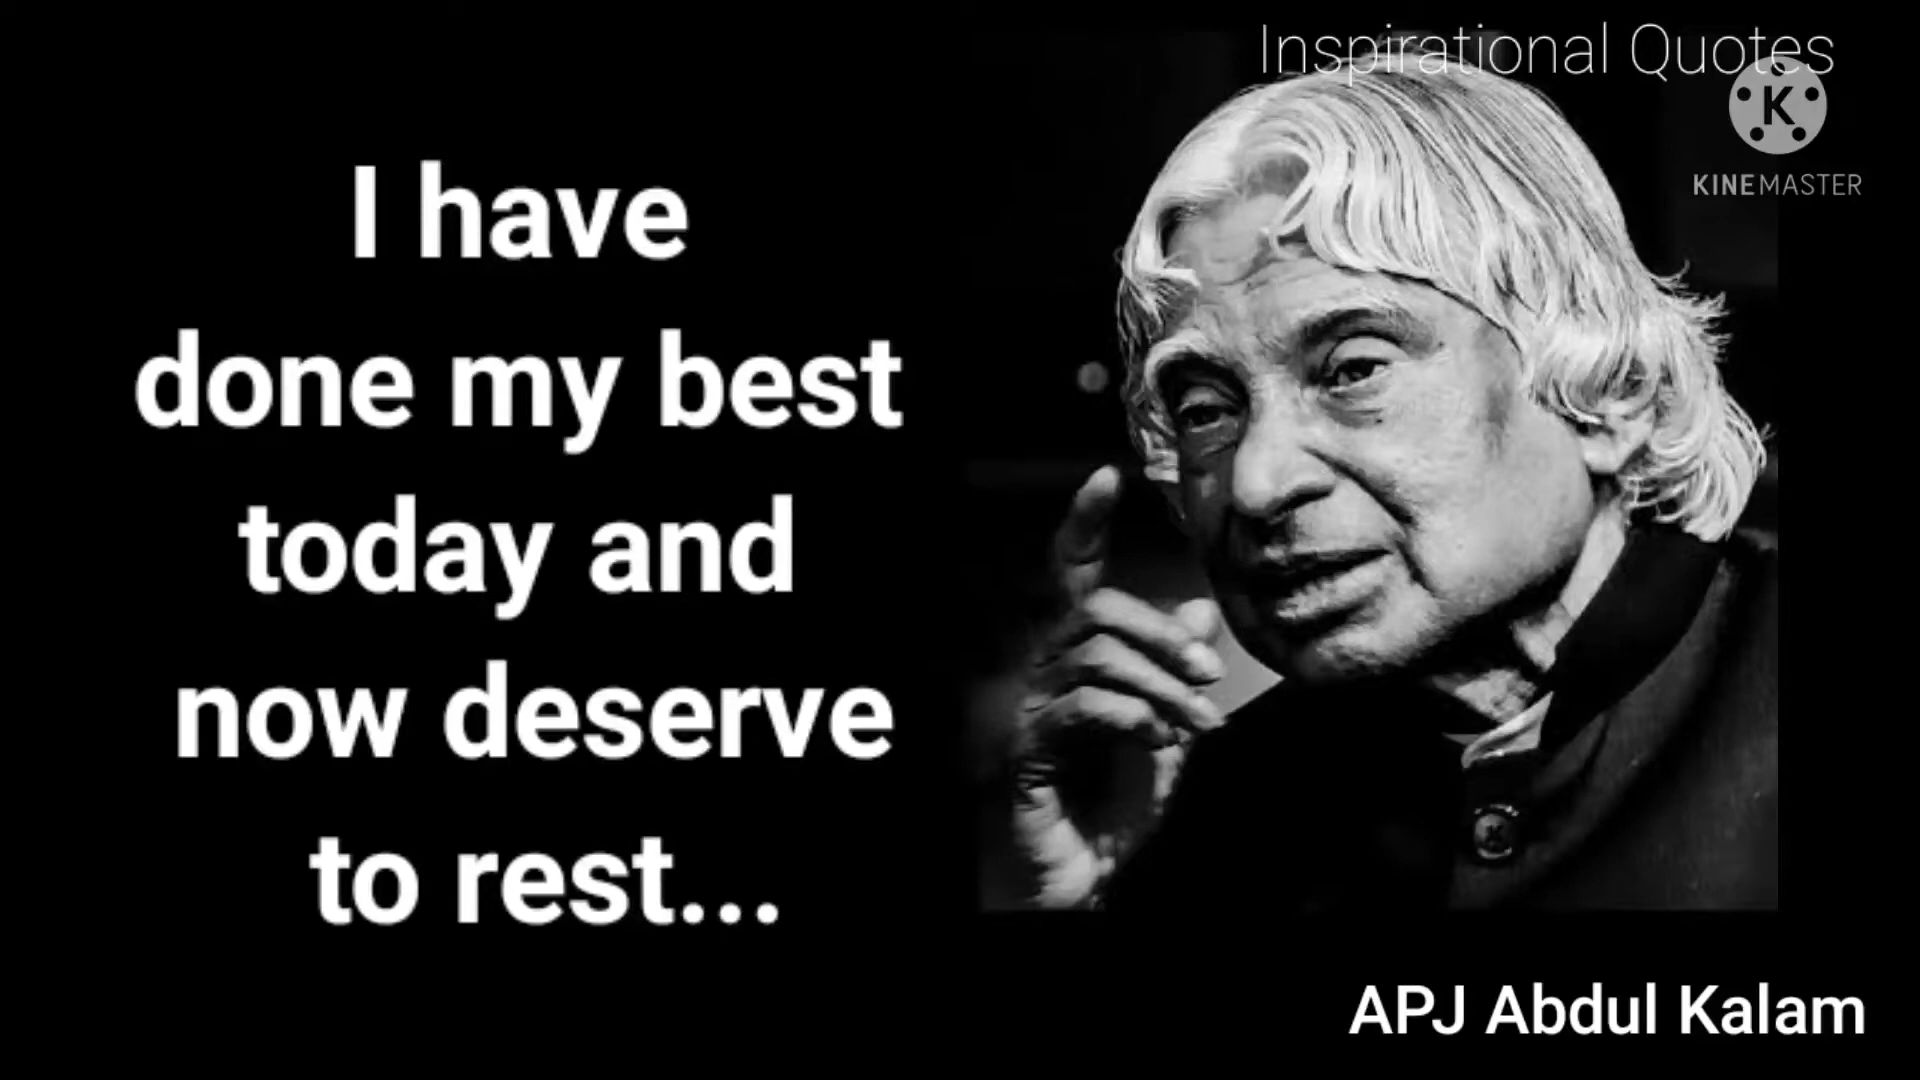 Inspirational Quotes
K
KINEMASTER
I have
done my best
today and
now deserve
to rest...
APJ Abdul Kalam